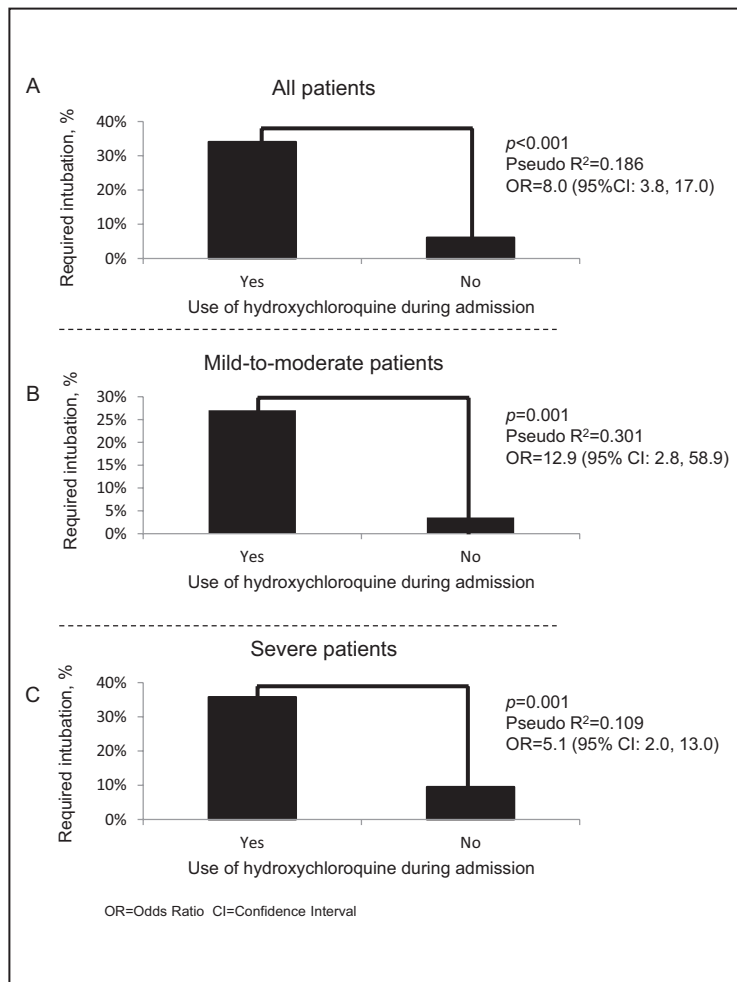 A
All patients
Required intubation, %
40%
30%
20%
10%
0%
Yes No
Use of hydroxychloroquine during admission
p<0.001
Pseudo R²=0.186
OR=8.0 (95%CI: 3.8, 17.0)
B
Mild-to-moderate patients
Required intubation, %
30%
25%
20%
15%
10%
5%
0%
Yes No
Use of hydroxychloroquine during admission
p=0.001
Pseudo R²=0.301
OR=12.9 (95% CI: 2.8, 58.9)
C
Severe patients
Required intubation, %
40%
30%
20%
10%
0%
Yes No
Use of hydroxychloroquine during admission
p=0.001
Pseudo R²=0.109
OR=5.1 (95% CI: 2.0, 13.0)
OR=Odds Ratio CI=Confidence Interval